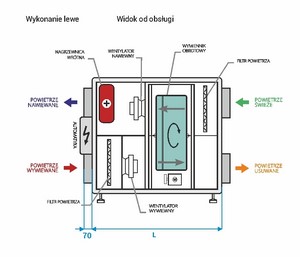 Wykonanie lewe
Widok od obsługi
NAGRZEWNICA
WTÓRNA
WENTYLATOR
NAWIEWNY
WYMIENNIK
OBROTOWY
FILTR POWIETRZA
POWIETRZE
NAWIEWANE
POWIETRZE
ŚWIEŻE
AUTOMATYKA
POWIETRZE
WYWIEWANE
POWIETRZE
USUWANE
FILTR POWIETRZA
WENTYLATOR
WYWIEWNY
70
L